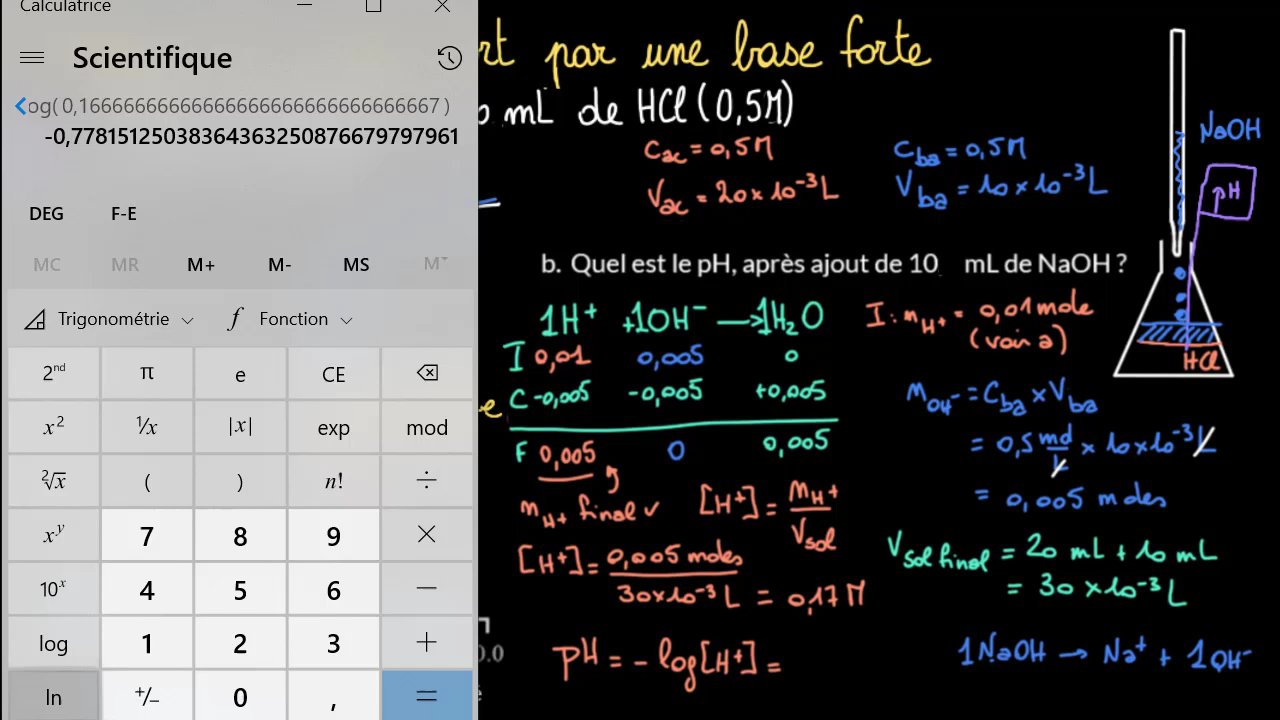 Calculatrice
Scientifique
og( 0,16666666666666666666666666666667 )
-0,77815125038364363250876679797961
DEG F-E
MC MR M+ M- MS M˅
Trigonométrie Fonction
2nd π e CE
x² ¹/x |x| exp mod
²√x ( ) n! ÷
xʸ 7 8 9 ×
10ˣ 4 5 6 −
log 1 2 3 +
ln +/− 0 , =
rt par une base forte
0 mL de HCl (0,5M)
Cac = 0,5M
Vac = 20 × 10⁻³ L
Cba = 0,5M
Vba = 10 × 10⁻³ L
NaOH
pH
HCl
b. Quel est le pH, après ajout de 10 mL de NaOH ?
1H⁺ + 1OH⁻ → 1H₂O
I 0,01 0,005 0
C -0,005 -0,005 +0,005
e
F 0,005 0 0,005
nH+ final ✓
[H⁺] = nH+ / Vsol
[H⁺] = 0,005 moles / 30×10⁻³ L = 0,17 M
pH = - log[H⁺] =
0.0
I : nH+ = 0,01 mole
(voir a)
nOH- = Cba × Vba
= 0,5 mol/L × 10×10⁻³ L
= 0,005 moles
Vsol final = 20 mL + 10 mL
= 30 × 10⁻³ L
1NaOH → Na⁺ + 1OH⁻